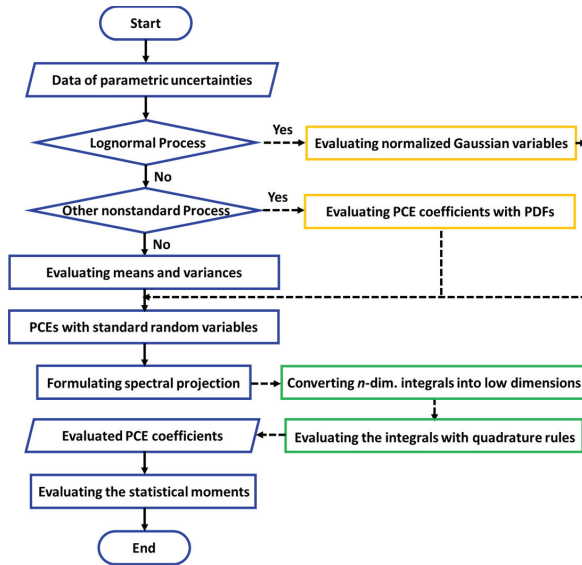 Start
Data of parametric uncertainties
Lognormal Process
Yes
Evaluating normalized Gaussian variables
No
Other nonstandard Process
Yes
Evaluating PCE coefficients with PDFs
No
Evaluating means and variances
PCEs with standard random variables
Formulating spectral projection
Converting n-dim. integrals into low dimensions
Evaluated PCE coefficients
Evaluating the integrals with quadrature rules
Evaluating the statistical moments
End